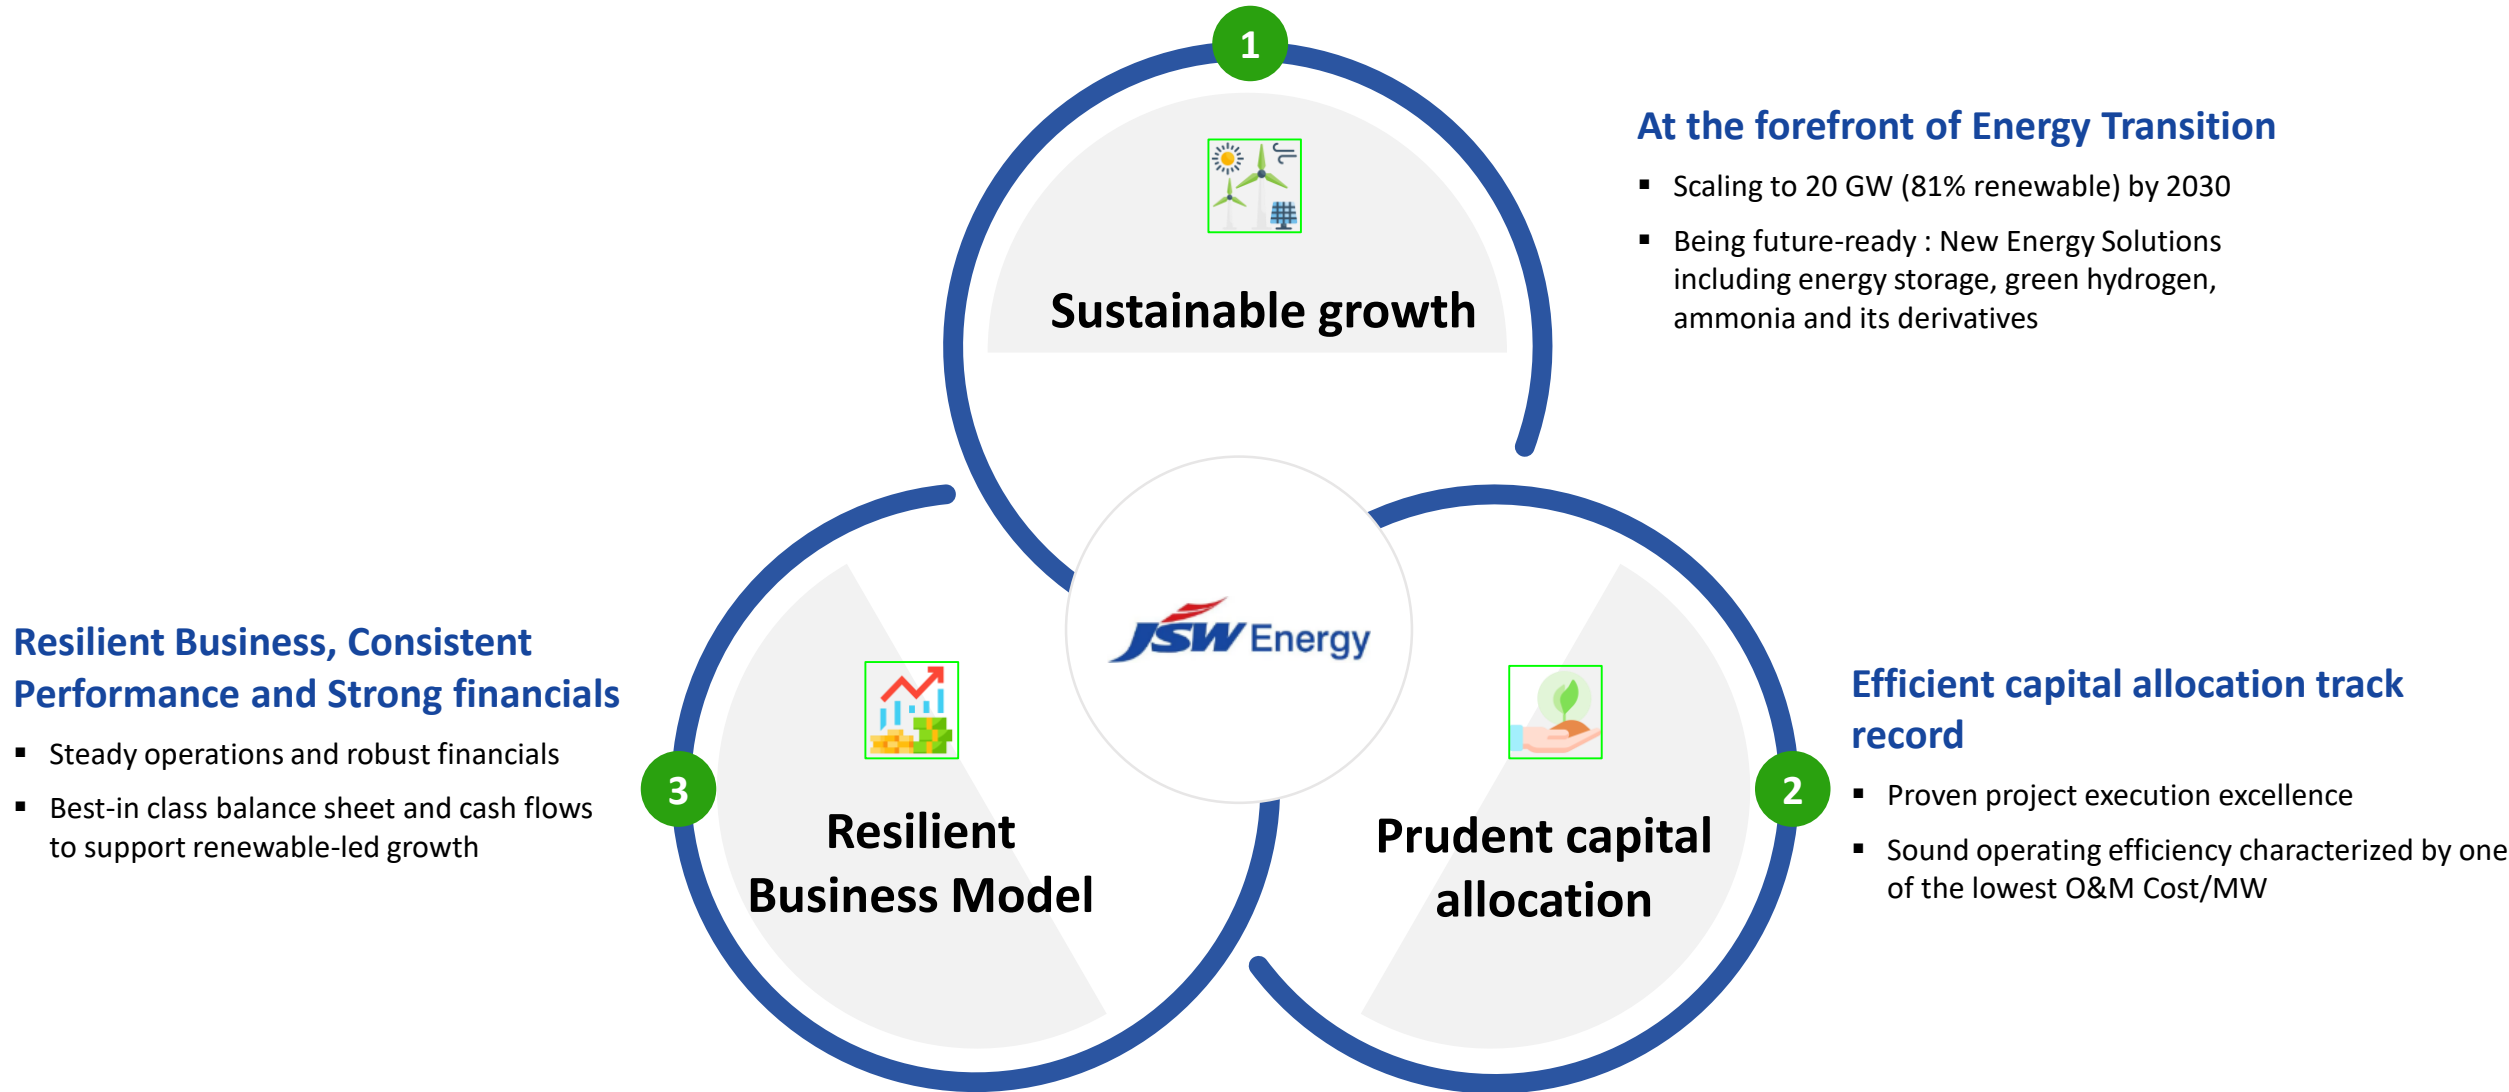 1
At the forefront of Energy Transition
▪ Scaling to 20 GW (81% renewable) by 2030
▪ Being future-ready : New Energy Solutions
including energy storage, green hydrogen,
ammonia and its derivatives
Sustainable growth
JSW Energy
2
Efficient capital allocation track
record
▪ Proven project execution excellence
▪ Sound operating efficiency characterized by one
of the lowest O&M Cost/MW
Prudent capital
allocation
3
Resilient Business, Consistent
Performance and Strong financials
▪ Steady operations and robust financials
▪ Best-in class balance sheet and cash flows
to support renewable-led growth
Resilient
Business Model